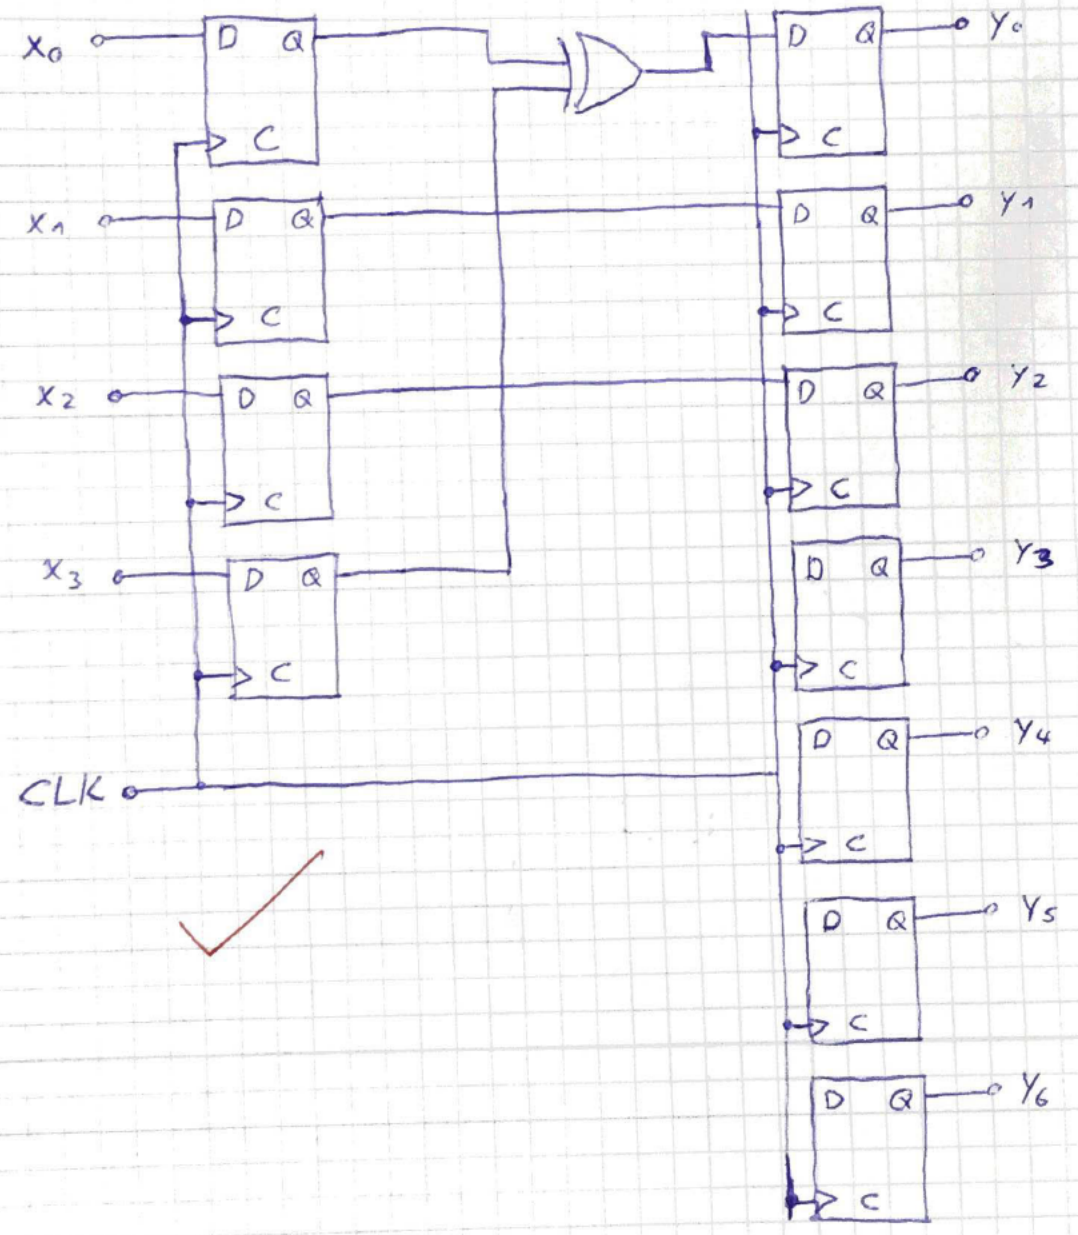 X0 D Q D Q Y0
C C
X1 D Q D Q Y1
C C
X2 D Q D Q Y2
C C
X3 D Q D Q Y3
C C
CLK D Q Y4
C
D Q Y5
C
D Q Y6
C